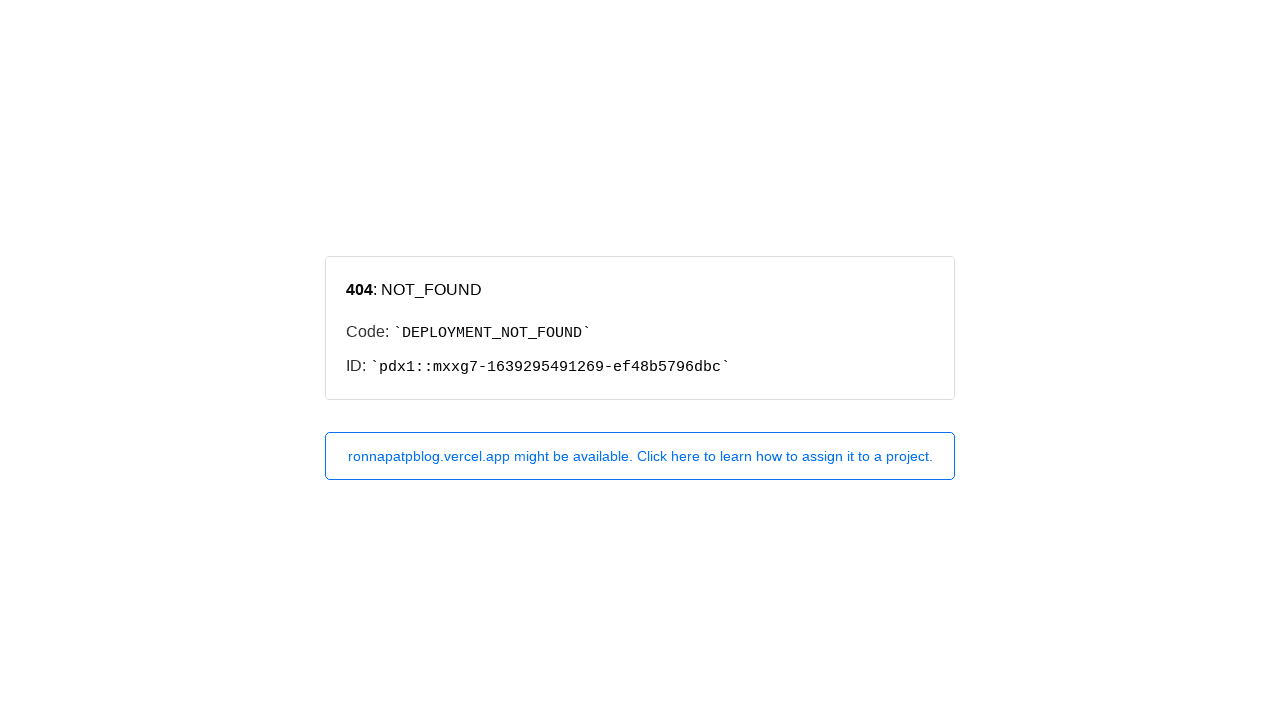 404: NOT_FOUND
Code: `DEPLOYMENT_NOT_FOUND`
ID: `pdx1::mxxg7-1639295491269-ef48b5796dbc`
ronnapatpblog.vercel.app might be available. Click here to learn how to assign it to a project.